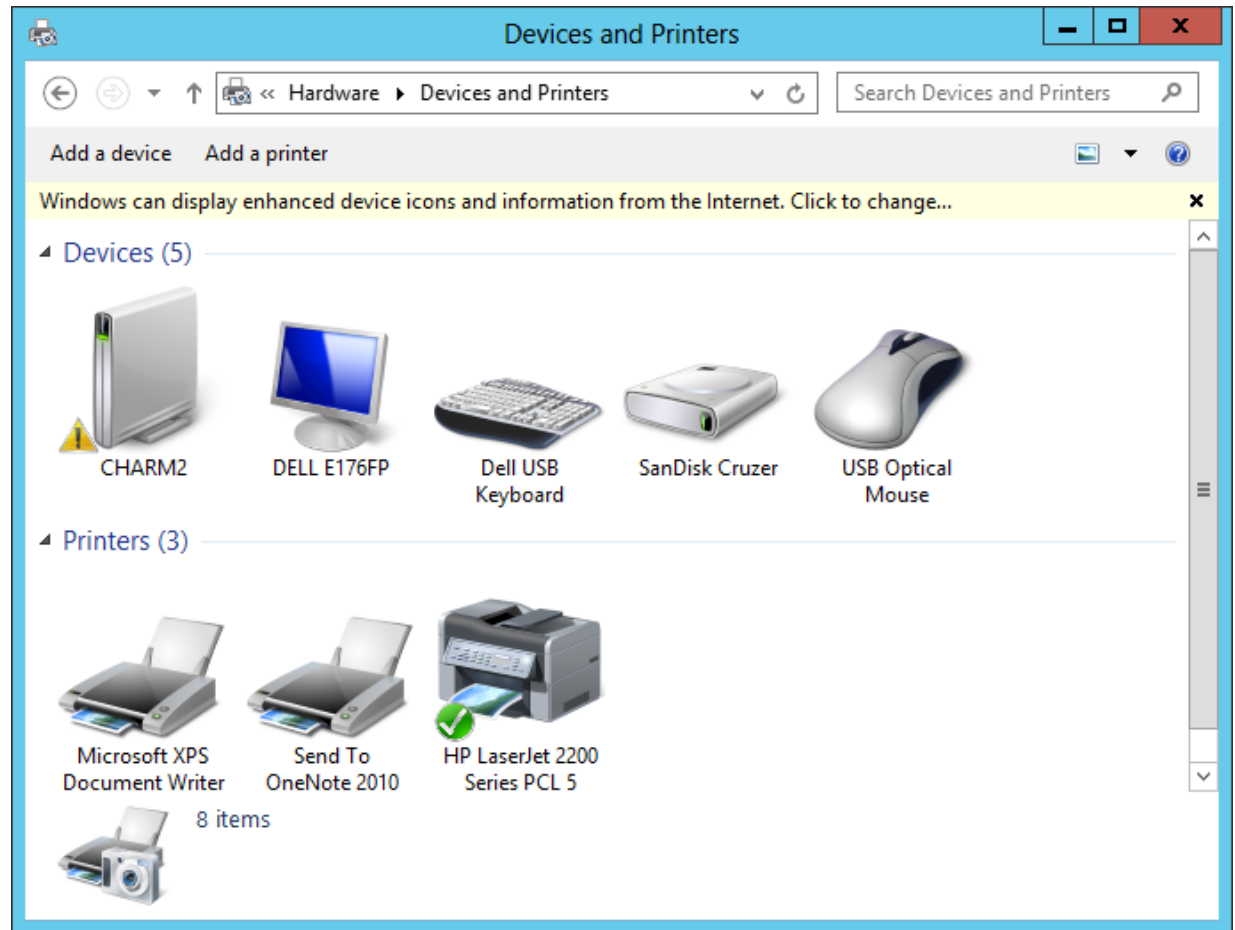 Devices and Printers
« Hardware ▸ Devices and Printers
Search Devices and Printers
Add a device Add a printer
Windows can display enhanced device icons and information from the Internet. Click to change...
Devices (5)
CHARM2
DELL E176FP
Dell USB
Keyboard
SanDisk Cruzer
USB Optical
Mouse
Printers (3)
Microsoft XPS
Document Writer
Send To
OneNote 2010
HP LaserJet 2200
Series PCL 5
8 items